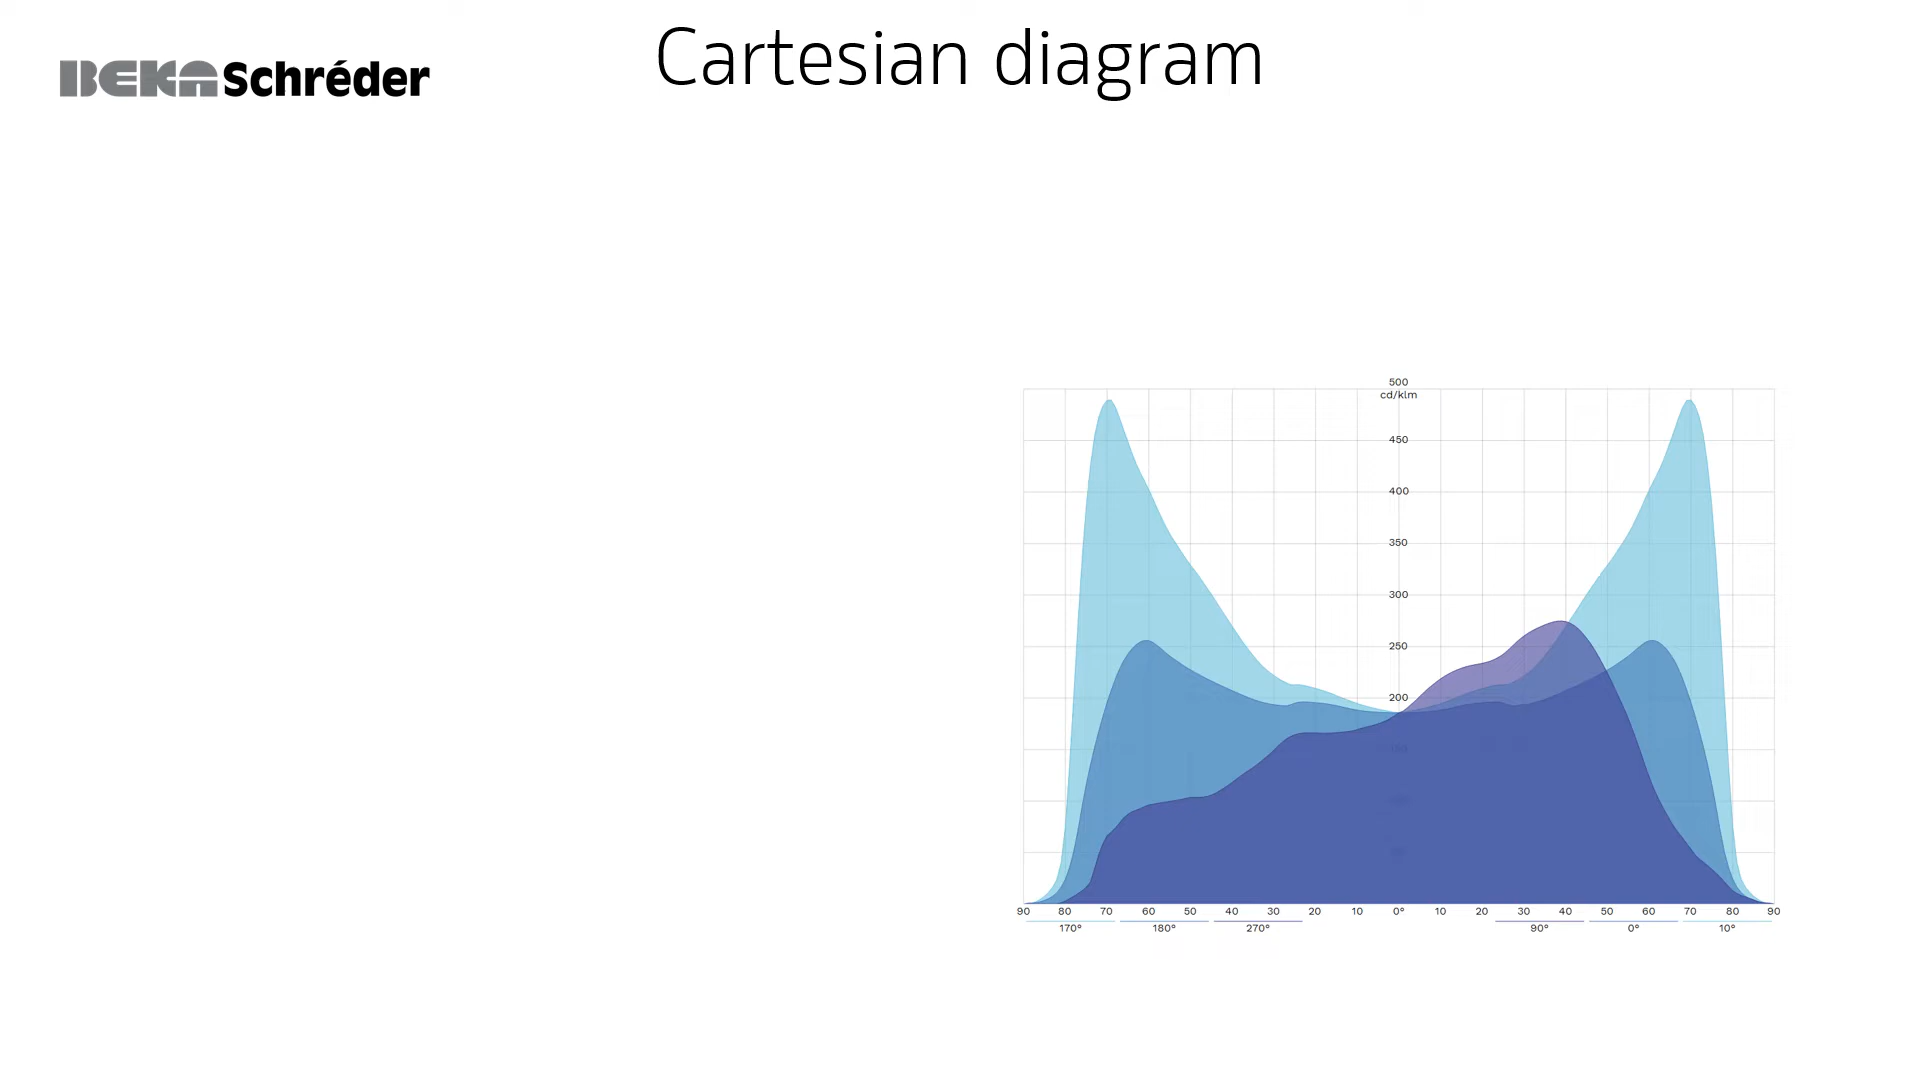 Cartesian diagram
BEKA Schréder
500
cd/klm
450
400
350
300
250
200
90 80 70 60 50 40 30 20 10 0° 10 20 30 40 50 60 70 80 90
170° 180° 270° 90° 0° 10°